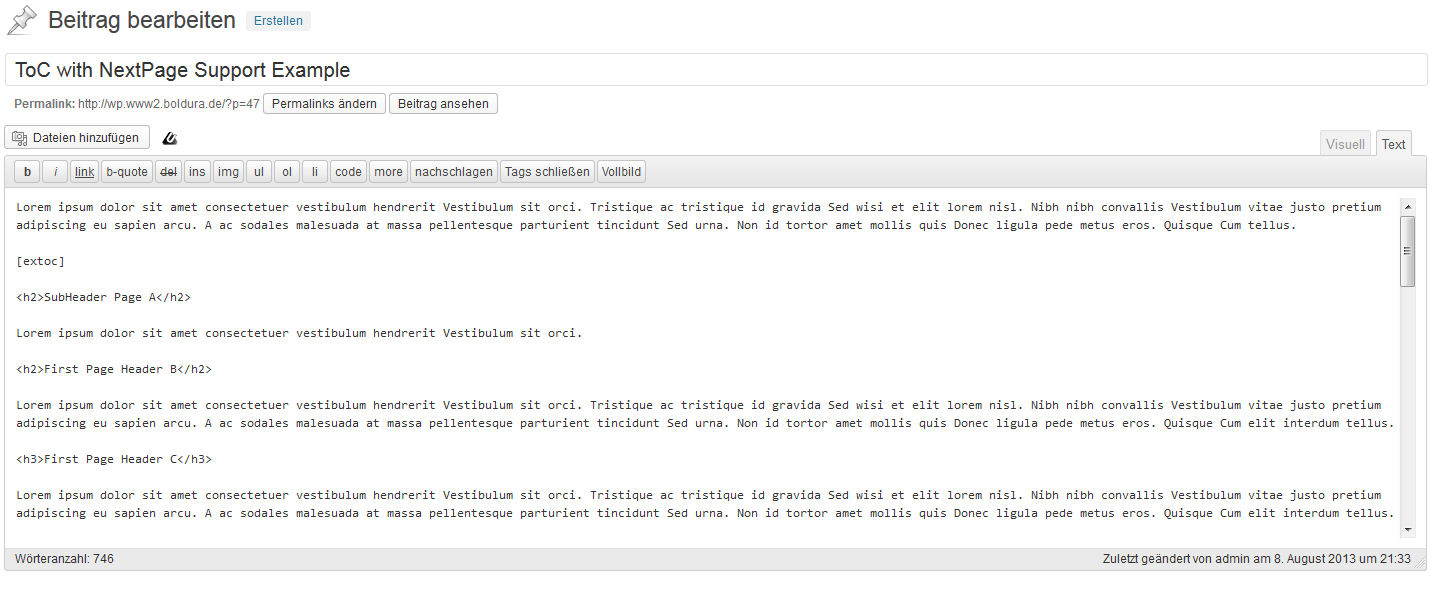 Beitrag bearbeiten Erstellen
ToC with NextPage Support Example
Permalink: http://wp.www2.boldura.de/?p=47 Permalinks ändern Beitrag ansehen
Dateien hinzufügen
Visuell Text
b i link b-quote del ins img ul ol li code more nachschlagen Tags schließen Vollbild
Lorem ipsum dolor sit amet consectetuer vestibulum hendrerit Vestibulum sit orci. Tristique ac tristique id gravida Sed wisi et elit lorem nisl. Nibh nibh convallis Vestibulum vitae justo pretium
adipiscing eu sapien arcu. A ac sodales malesuada at massa pellentesque parturient tincidunt Sed urna. Non id tortor amet mollis quis Donec ligula pede metus eros. Quisque Cum tellus.
[extoc]
<h2>SubHeader Page A</h2>
Lorem ipsum dolor sit amet consectetuer vestibulum hendrerit Vestibulum sit orci.
<h2>First Page Header B</h2>
Lorem ipsum dolor sit amet consectetuer vestibulum hendrerit Vestibulum sit orci. Tristique ac tristique id gravida Sed wisi et elit lorem nisl. Nibh nibh convallis Vestibulum vitae justo pretium
adipiscing eu sapien arcu. A ac sodales malesuada at massa pellentesque parturient tincidunt Sed urna. Non id tortor amet mollis quis Donec ligula pede metus eros. Quisque Cum elit interdum tellus.
<h3>First Page Header C</h3>
Lorem ipsum dolor sit amet consectetuer vestibulum hendrerit Vestibulum sit orci. Tristique ac tristique id gravida Sed wisi et elit lorem nisl. Nibh nibh convallis Vestibulum vitae justo pretium
adipiscing eu sapien arcu. A ac sodales malesuada at massa pellentesque parturient tincidunt Sed urna. Non id tortor amet mollis quis Donec ligula pede metus eros. Quisque Cum elit interdum tellus.
Wörteranzahl: 746 Zuletzt geändert von admin am 8. August 2013 um 21:33